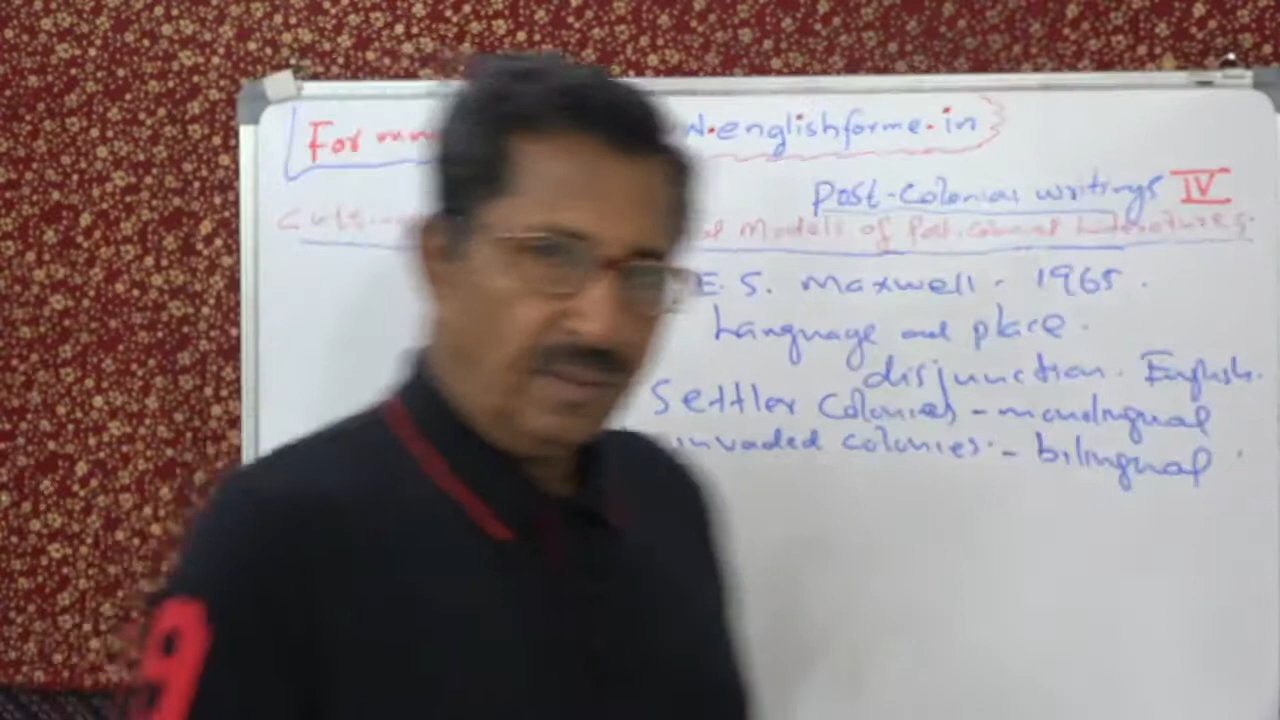 For N.englishforme.in
Post-Colonial writings IV
Models of Post-colonial Literatures.
E. S. Maxwell - 1965.
Language and place.
disjunction. English.
Settler Colonies - monolingual
invaded colonies. - bilingual
9